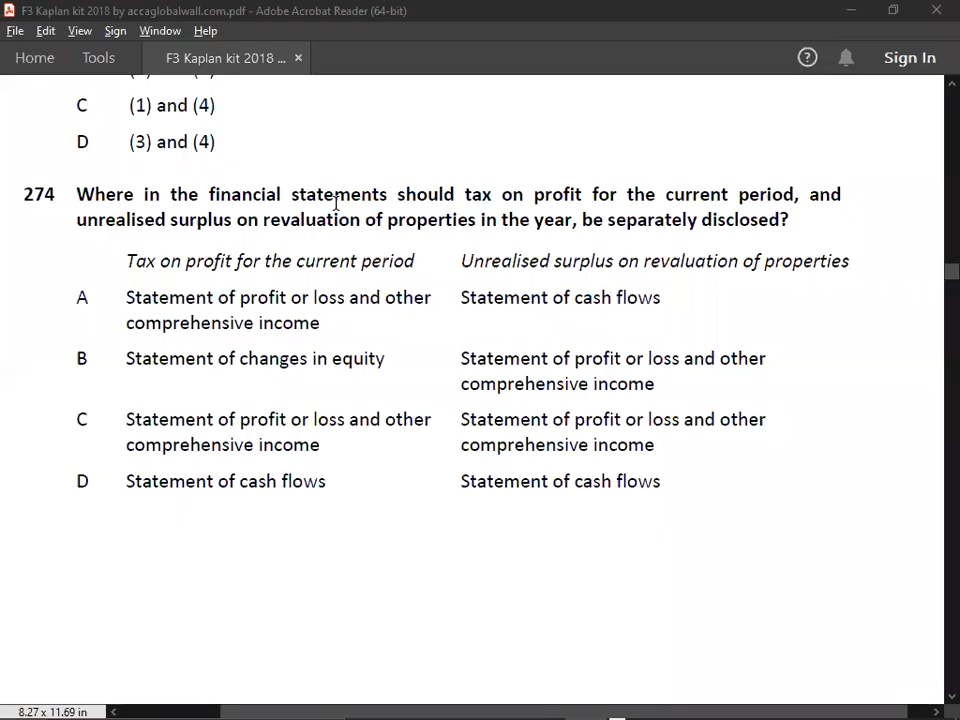 F3 Kaplan kit 2018 by accaglobalwall.com.pdf - Adobe Acrobat Reader (64-bit)
File Edit View Sign Window Help
Home Tools F3 Kaplan kit 2018 ... × Sign In
C (1) and (4)
D (3) and (4)
274 Where in the financial statements should tax on profit for the current period, and
unrealised surplus on revaluation of properties in the year, be separately disclosed?
Tax on profit for the current period Unrealised surplus on revaluation of properties
A Statement of profit or loss and other Statement of cash flows
comprehensive income
B Statement of changes in equity Statement of profit or loss and other
comprehensive income
C Statement of profit or loss and other Statement of profit or loss and other
comprehensive income comprehensive income
D Statement of cash flows Statement of cash flows
8.27 x 11.69 in